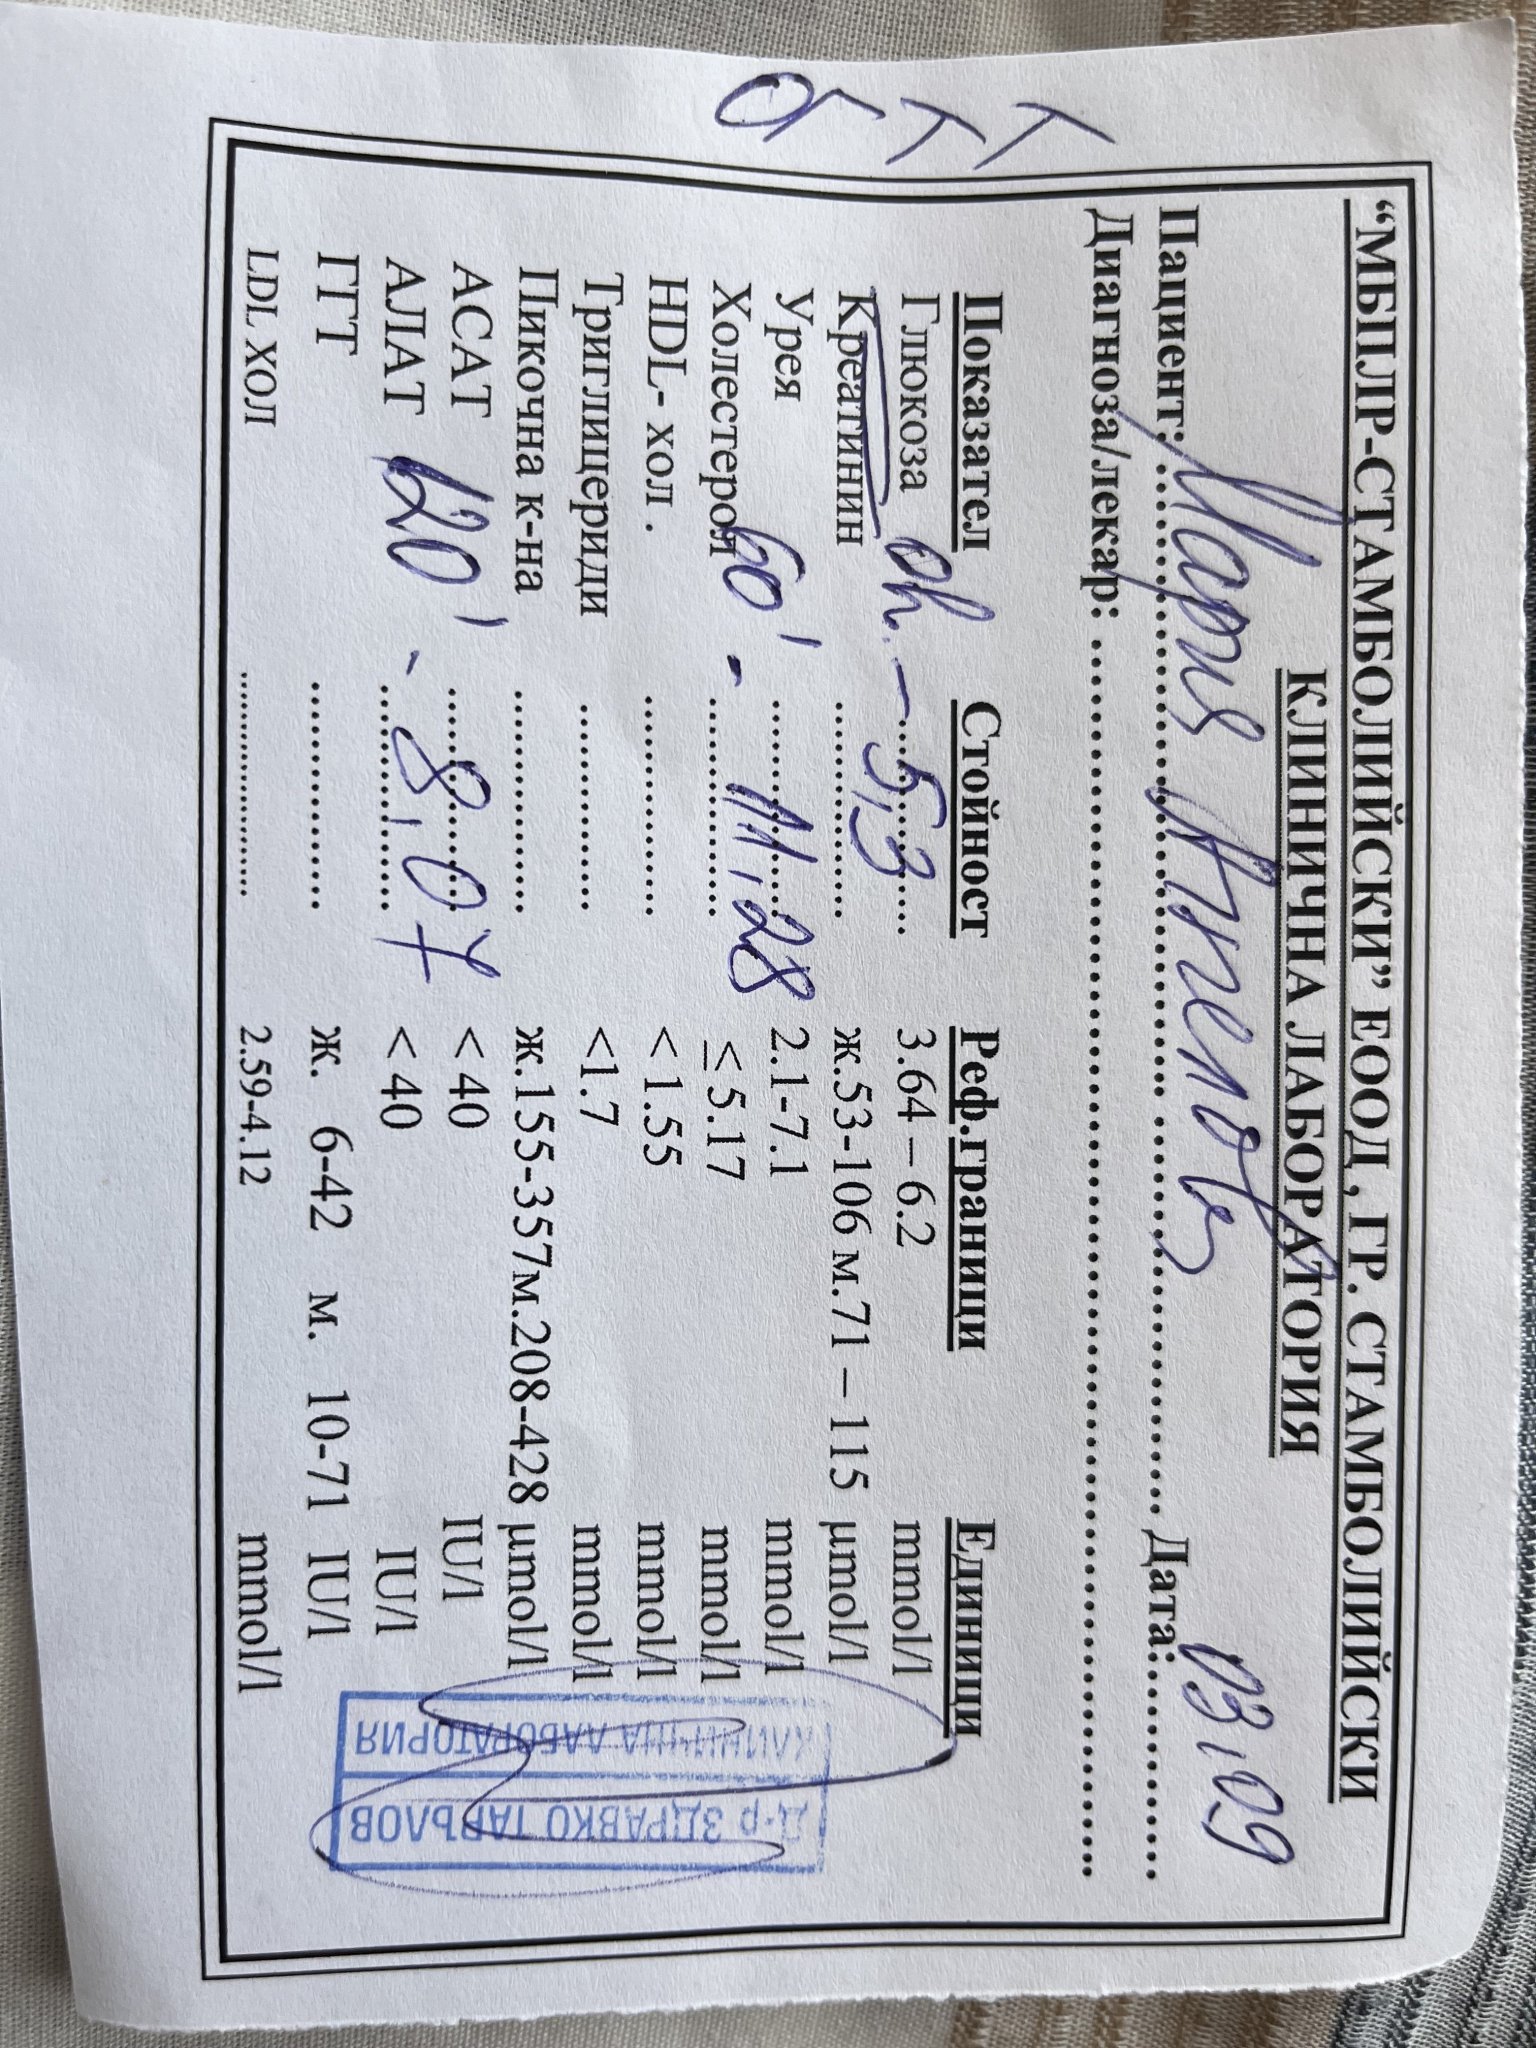 ОГТТ
“МБПЛР-СТАМБОЛИЙСКИ” ЕООД , ГР. СТАМБОЛИЙСКИ
КЛИНИЧНА ЛАБОРАТОРИЯ
Пациент: Мария Ангелова Дата: 03.09
Диагноза/лекар:
Показател Стойност Реф.граници Единици
Глюкоза 0h. – 5,3 3.64 – 6.2 mmol/l
Креатинин ж.53-106 м.71 – 115 µmol/l
Урея 2.1-7.1 mmol/l
Холестерол 60' - 11,28 ≤5.17 mmol/l
HDL- хол . < 1.55 mmol/l
Триглицериди <1.7 mmol/l
Пикочна к-на ж.155-357м.208-428 µmol/l
АСАТ < 40 IU/l
АЛАТ 120' - 8,07 < 40 IU/l
ГГТ ж. 6-42 м. 10-71 IU/l
LDL ХОЛ 2.59-4.12 mmol/l
Д-р ЗДРАВКО ТАРЪЛОВ
КЛИНИЧНА ЛАБОРАТОРИЯ